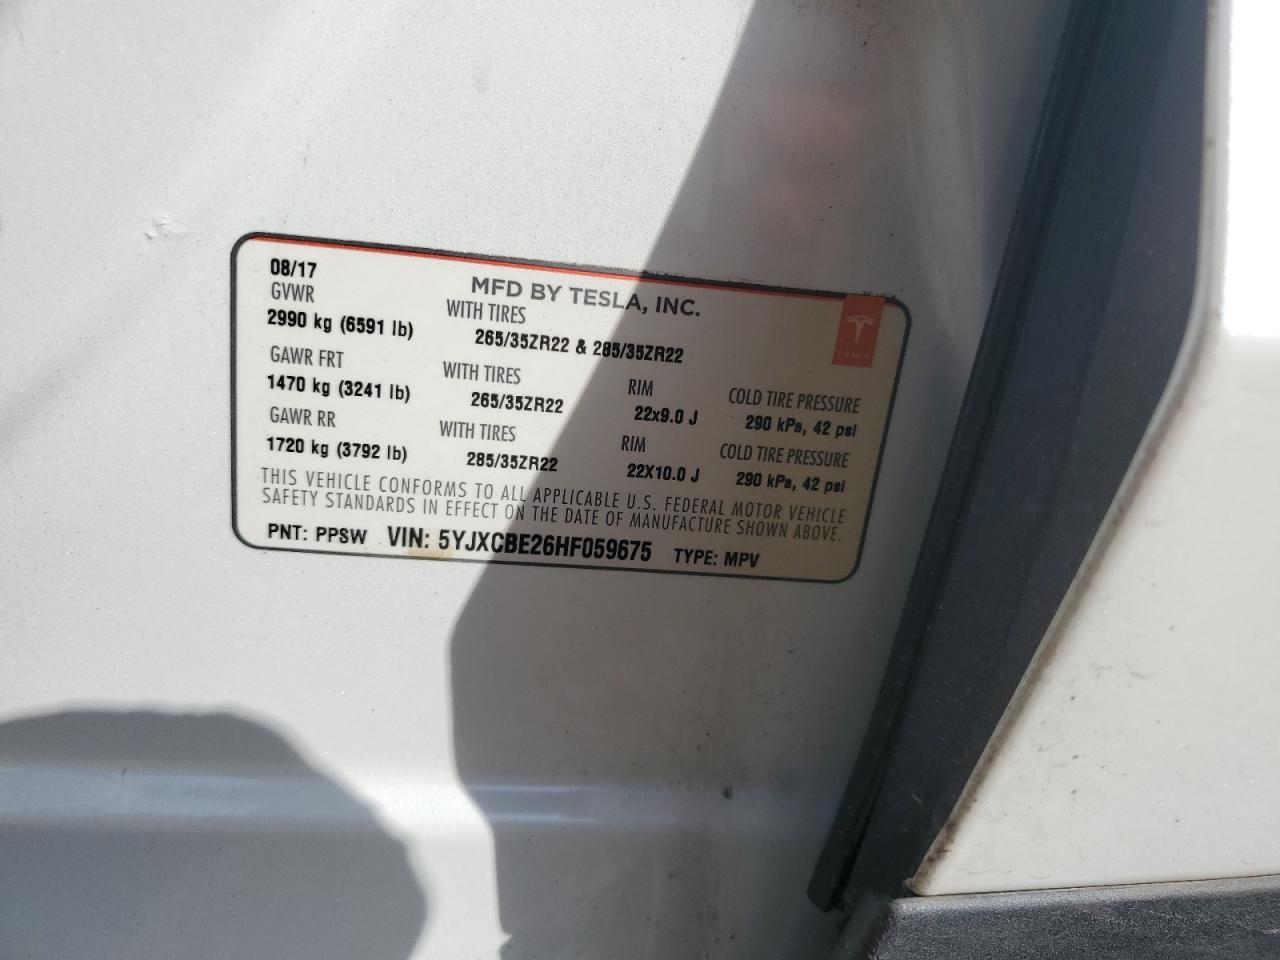 08/17
MFD BY TESLA, INC.
GVWR WITH TIRES
2990 kg (6591 lb) 265/35ZR22 & 285/35ZR22
GAWR FRT WITH TIRES RIM COLD TIRE PRESSURE
1470 kg (3241 lb) 265/35ZR22 22x9.0 J 290 kPa, 42 psi
GAWR RR WITH TIRES RIM COLD TIRE PRESSURE
1720 kg (3792 lb) 285/35ZR22 22X10.0 J 290 kPa, 42 psi
THIS VEHICLE CONFORMS TO ALL APPLICABLE U.S. FEDERAL MOTOR VEHICLE
SAFETY STANDARDS IN EFFECT ON THE DATE OF MANUFACTURE SHOWN ABOVE.
PNT: PPSW VIN: 5YJXCBE26HF059675 TYPE: MPV
TESLA